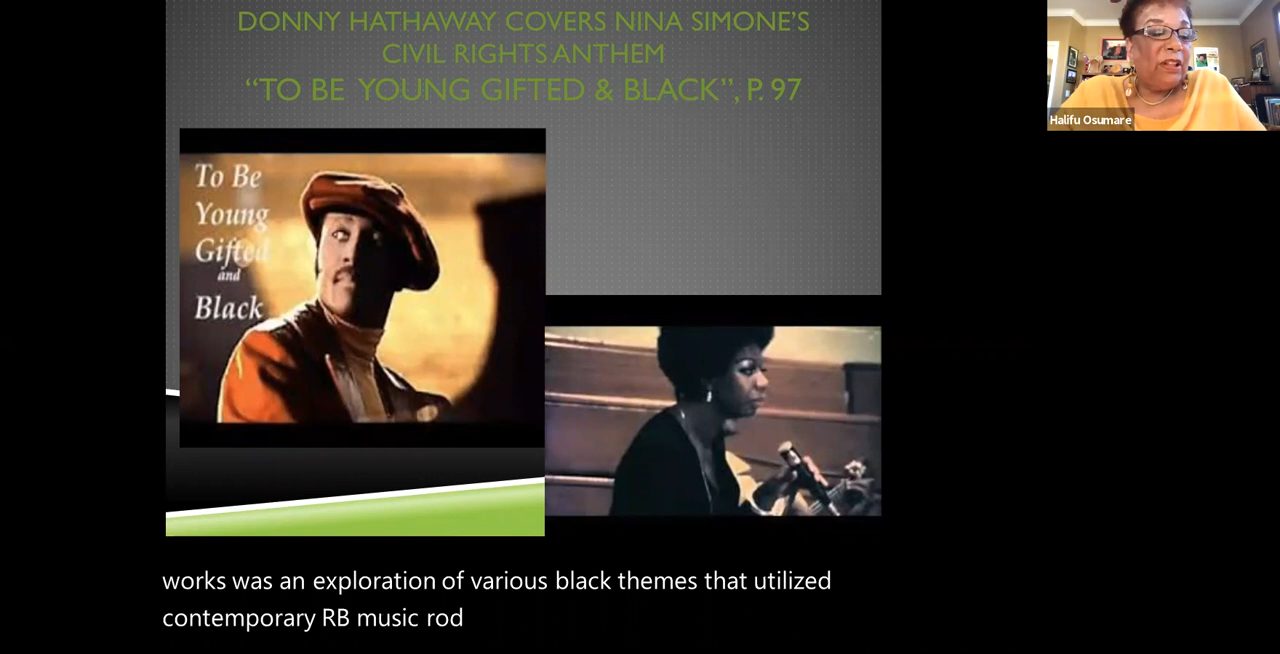 DONNY HATHAWAY COVERS NINA SIMONE’S
CIVIL RIGHTS ANTHEM
“TO BE YOUNG GIFTED & BLACK”, P. 97
To Be
Young
Gifted
and
Black
Halifu Osumare
works was an exploration of various black themes that utilized
contemporary RB music rod